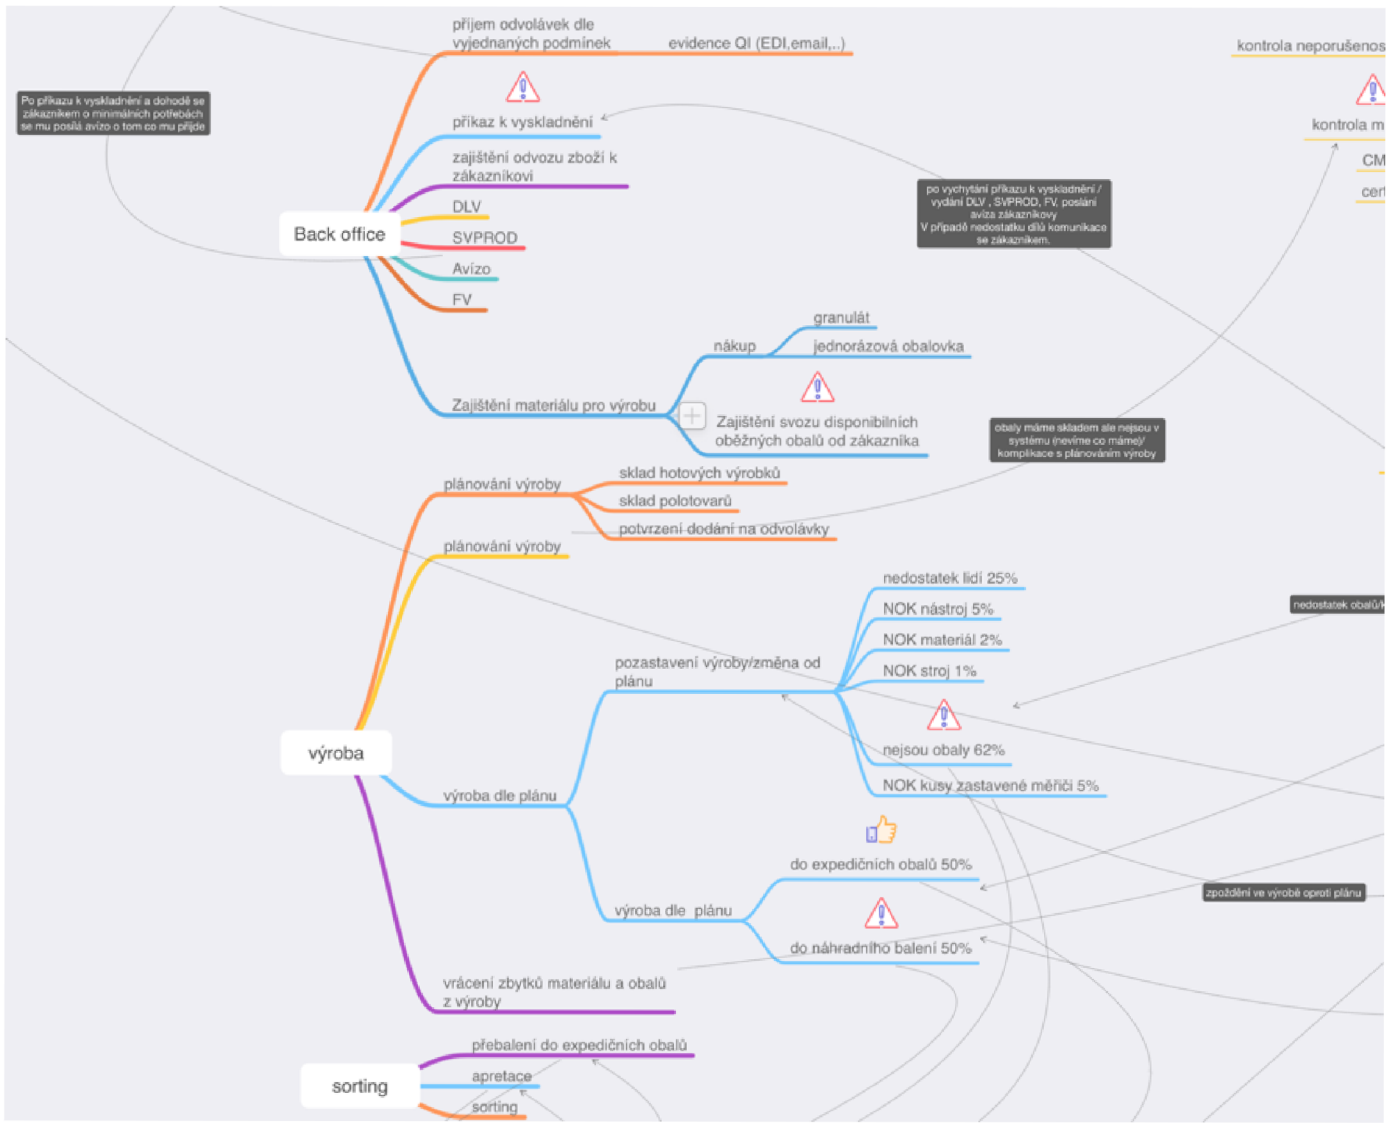 příjem odvolávek dle
vyjednaných podmínek
evidence QI (EDI,email,..)
kontrola neporušenos
Po příkazu k vyskladnění a dohodě se
zákazníkem o minimálních potřebách
se mu posílá avízo o tom co mu přijde
příkaz k vyskladnění
kontrola m
zajištění odvozu zboží k
zákazníkovi
CM
cert
po vychytání příkazu k vyskladnění /
vydání DLV , SVPROD, FV, poslání
avíza zákazníkovy
V případě nedostatku dílů komunikace
se zákazníkem.
DLV
Back office
SVPROD
Avízo
FV
granulát
nákup
jednorázová obalovka
Zajištění materiálu pro výrobu
Zajištění svozu disponibilních
oběžných obalů od zákazníka
obaly máme skladem ale nejsou v
systému (nevíme co máme)/
komplikace s plánováním výroby
plánování výroby
sklad hotových výrobků
sklad polotovarů
potvrzení dodání na odvolávky
plánování výroby
nedostatek lidí 25%
NOK nástroj 5%
nedostatek obalů/k
NOK materiál 2%
pozastavení výroby/změna od
plánu
NOK stroj 1%
výroba
nejsou obaly 62%
NOK kusy zastavené měřiči 5%
výroba dle plánu
do expedičních obalů 50%
zpoždění ve výrobě oproti plánu
výroba dle plánu
do náhradního balení 50%
vrácení zbytků materiálu a obalů
z výroby
přebalení do expedičních obalů
sorting
apretace
sorting